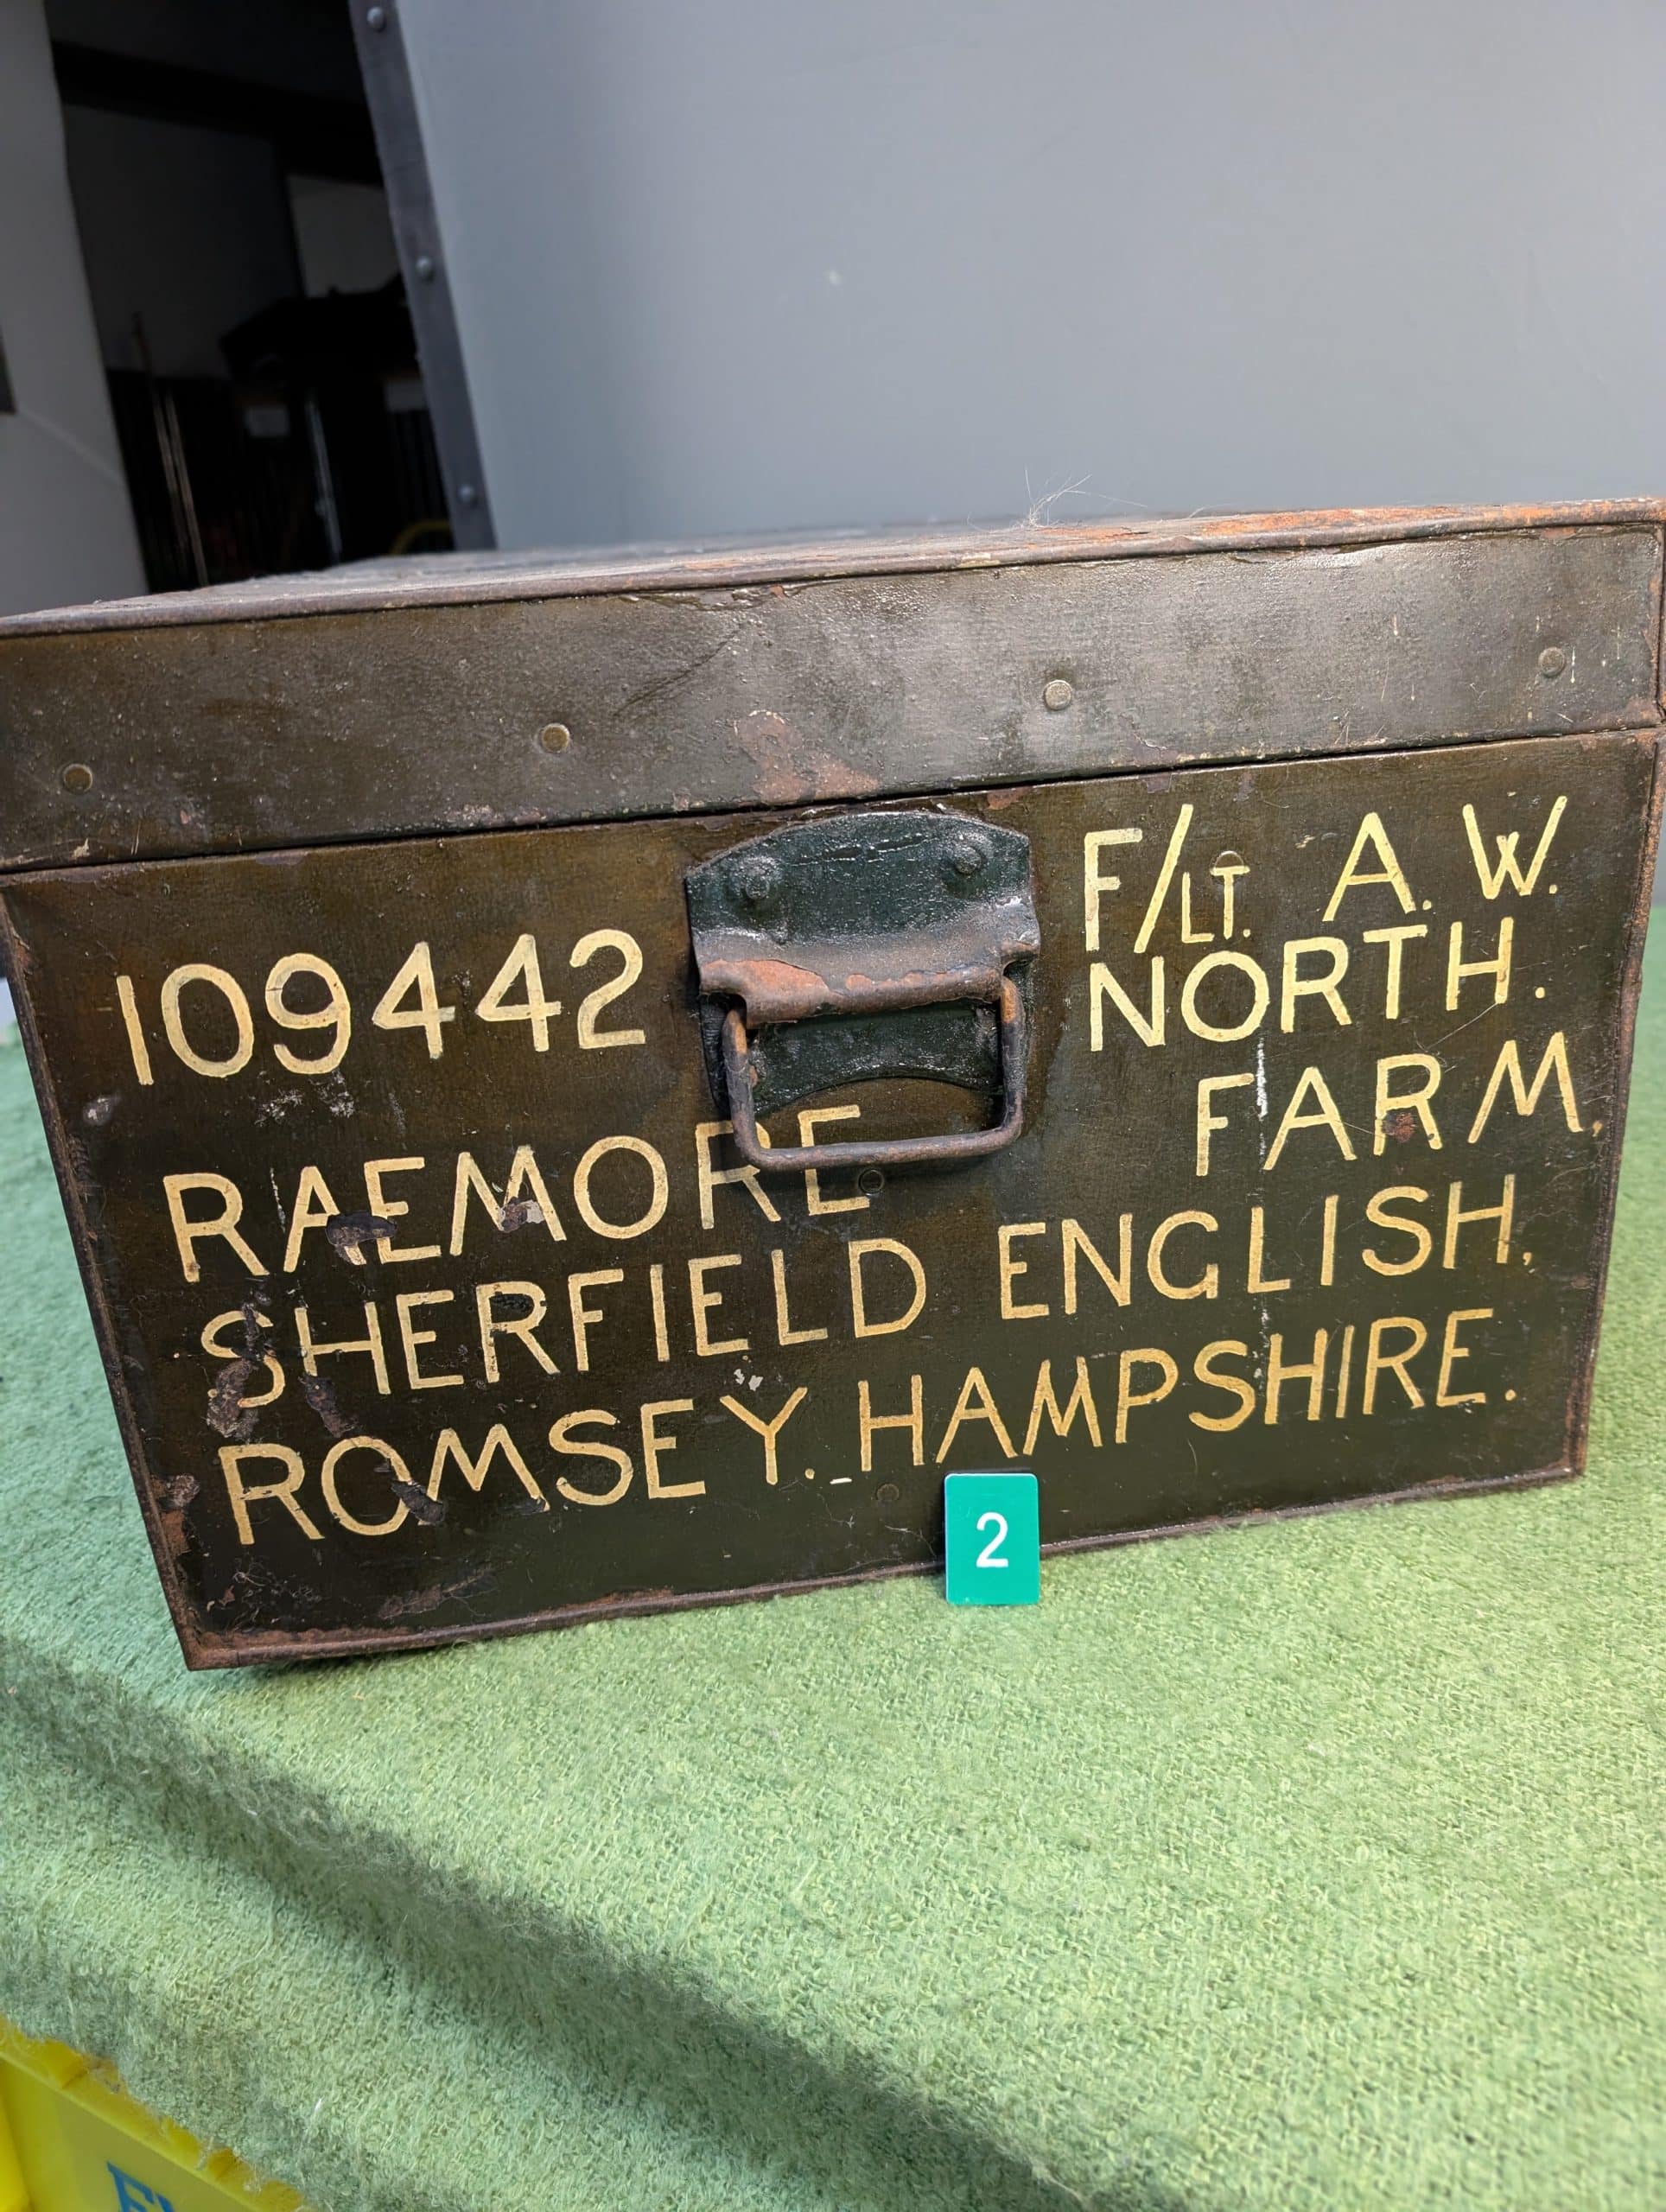 F/LT. A. W.
109442 NORTH.
RAEMORE FARM,
SHERFIELD ENGLISH,
ROMSEY. HAMPSHIRE.
2